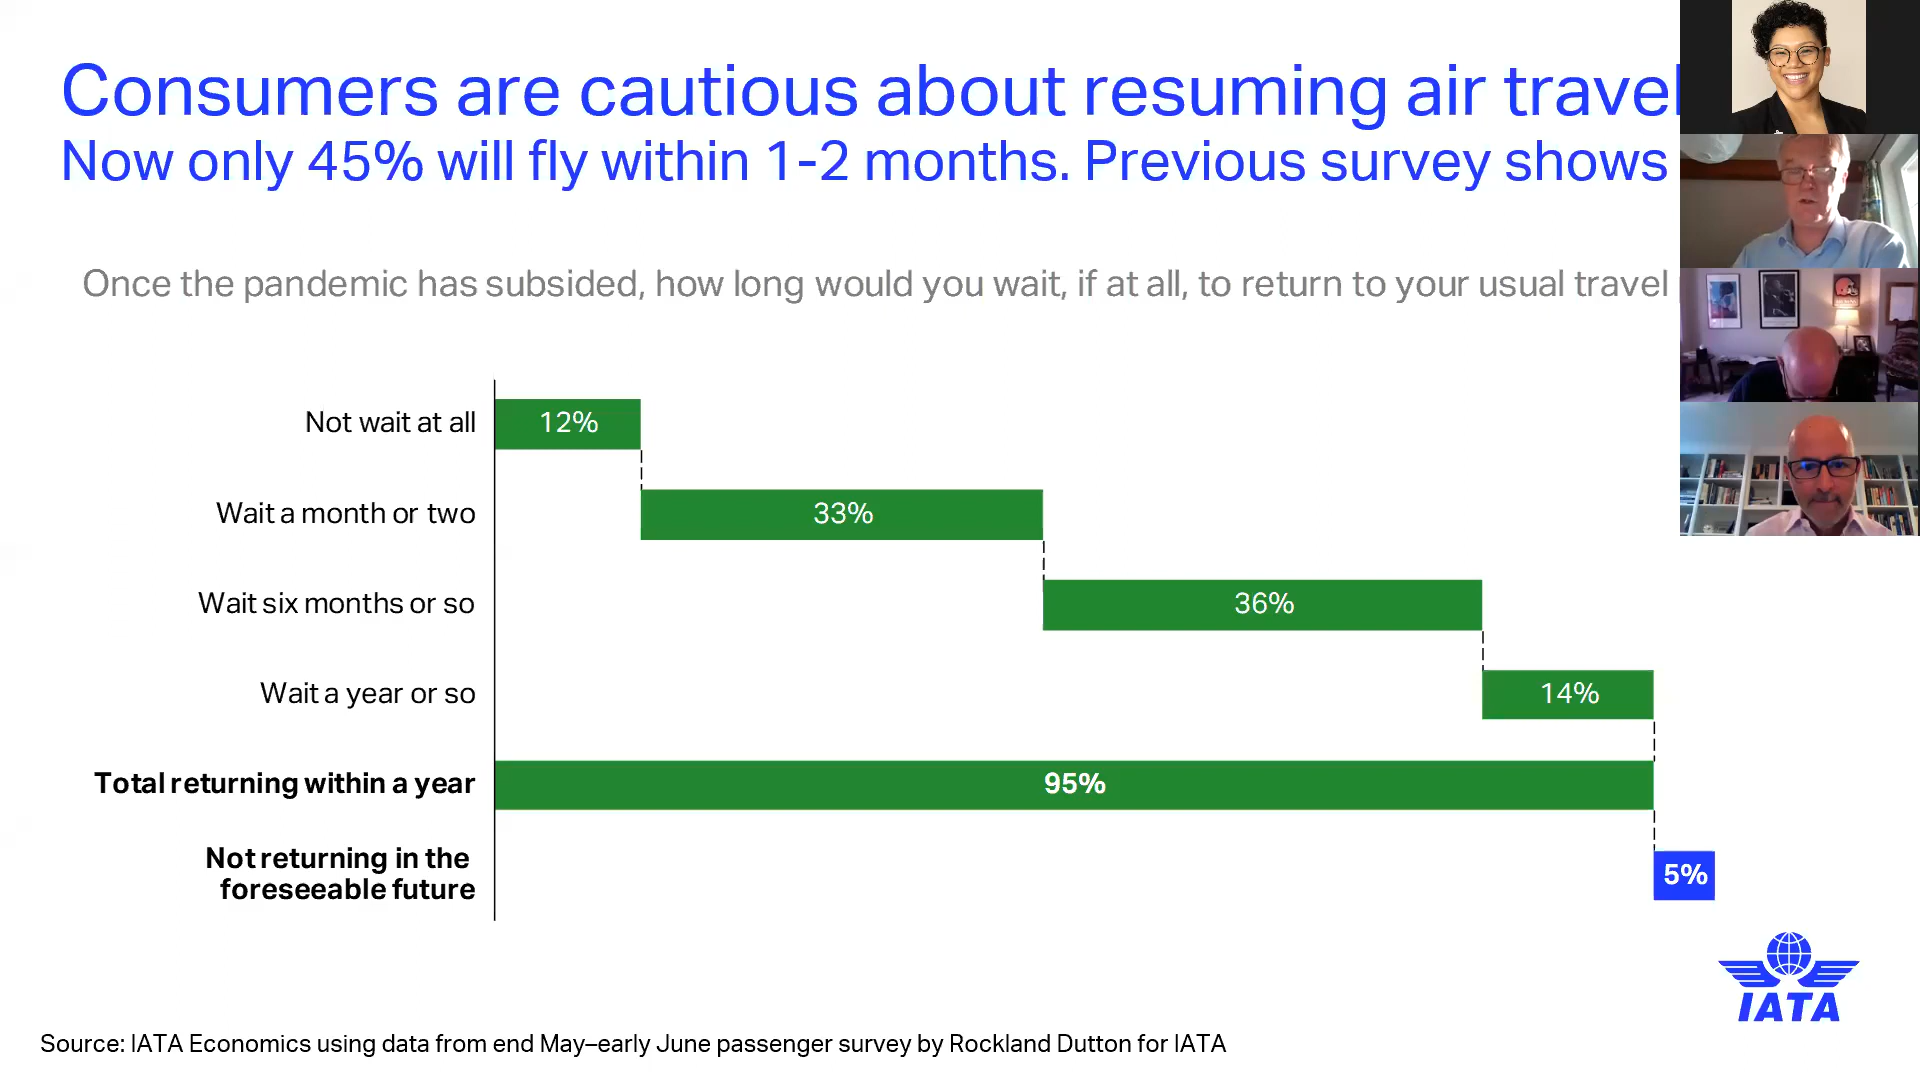 Consumers are cautious about resuming air travel
Now only 45% will fly within 1-2 months. Previous survey shows
Once the pandemic has subsided, how long would you wait, if at all, to return to your usual travel
Not wait at all
12%
Wait a month or two
33%
Wait six months or so
36%
Wait a year or so
14%
Total returning within a year
95%
Not returning in the
foreseeable future
5%
IATA
Source: IATA Economics using data from end May–early June passenger survey by Rockland Dutton for IATA